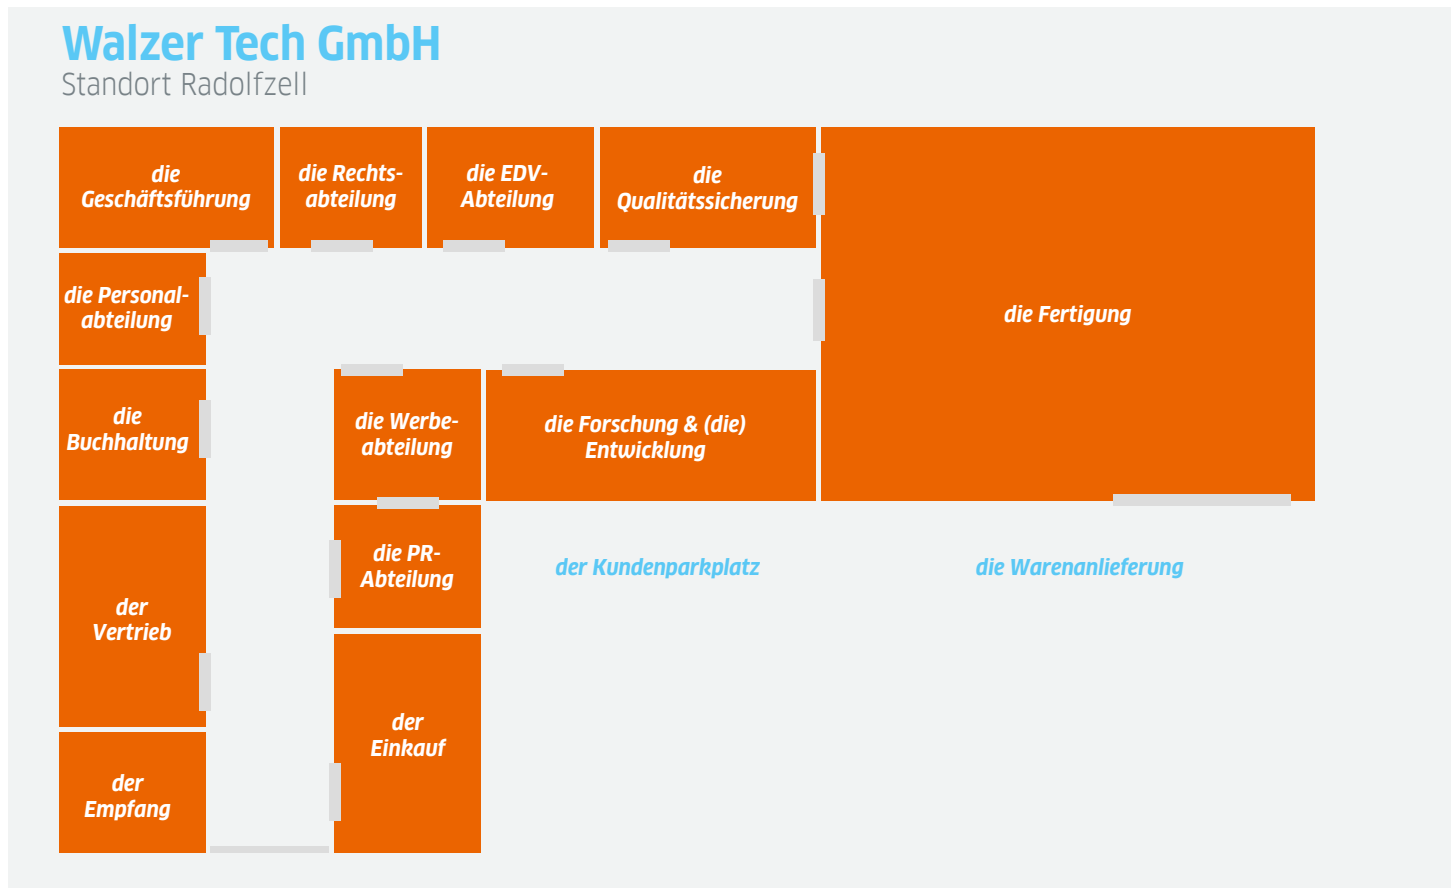 Walzer Tech GmbH
Standort Radolfzell
die
Geschäftsführung
die Rechts-
abteilung
die EDV-
Abteilung
die
Qualitätssicherung
die Fertigung
die Personal-
abteilung
die
Buchhaltung
die Werbe-
abteilung
die Forschung & (die)
Entwicklung
die PR-
Abteilung
der Kundenparkplatz
die Warenanlieferung
der
Vertrieb
der
Einkauf
der
Empfang